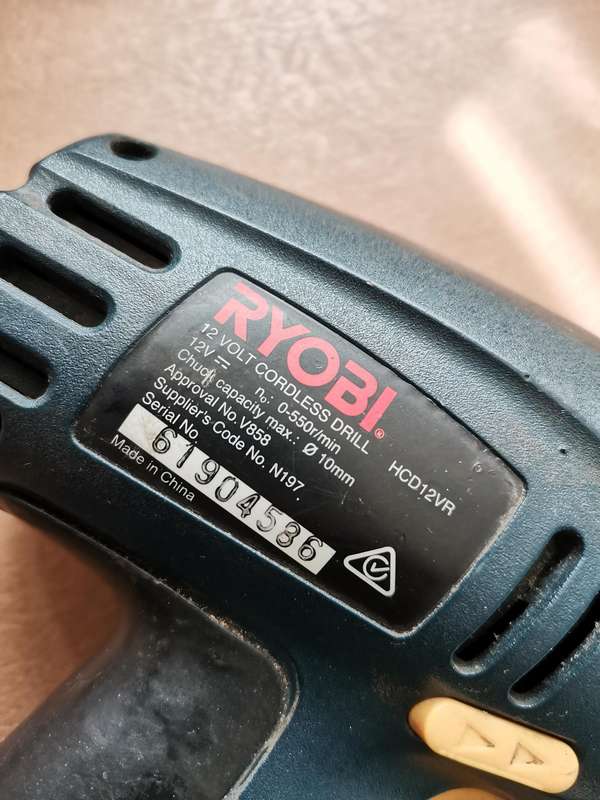 RYOBI®
12 VOLT CORDLESS DRILL HCD12VR
12V ⎓ n₀: 0-550r/min
Chuck capacity max.: Ø 10mm
Approval No.V858
Supplier's Code No. N197
Serial No.
61904536
Made in China